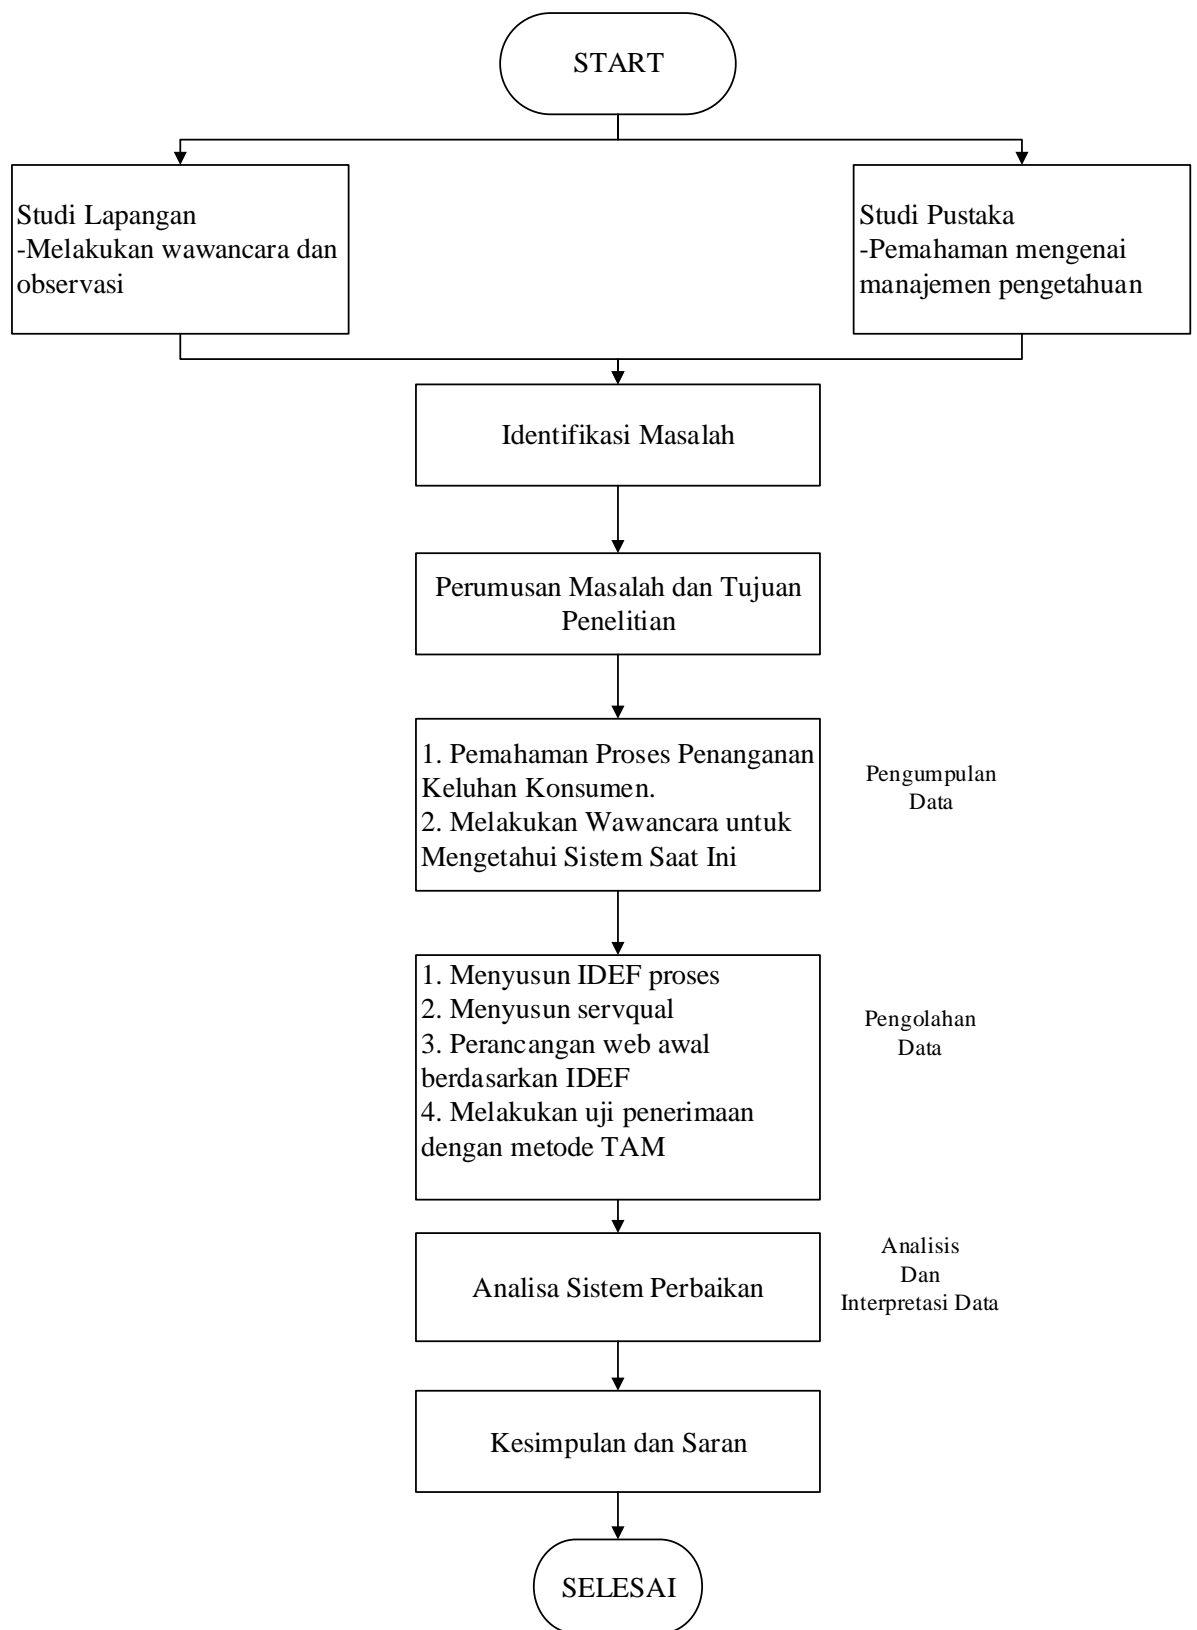 START
Studi Lapangan
-Melakukan wawancara dan
observasi
Studi Pustaka
-Pemahaman mengenai
manajemen pengetahuan
Identifikasi Masalah
Perumusan Masalah dan Tujuan
Penelitian
1. Pemahaman Proses Penanganan
Keluhan Konsumen.
2. Melakukan Wawancara untuk
Mengetahui Sistem Saat Ini
Pengumpulan
Data
1. Menyusun IDEF proses
2. Menyusun servqual
3. Perancangan web awal
berdasarkan IDEF
4. Melakukan uji penerimaan
dengan metode TAM
Pengolahan
Data
Analisa Sistem Perbaikan
Analisis
Dan
Interpretasi Data
Kesimpulan dan Saran
SELESAI